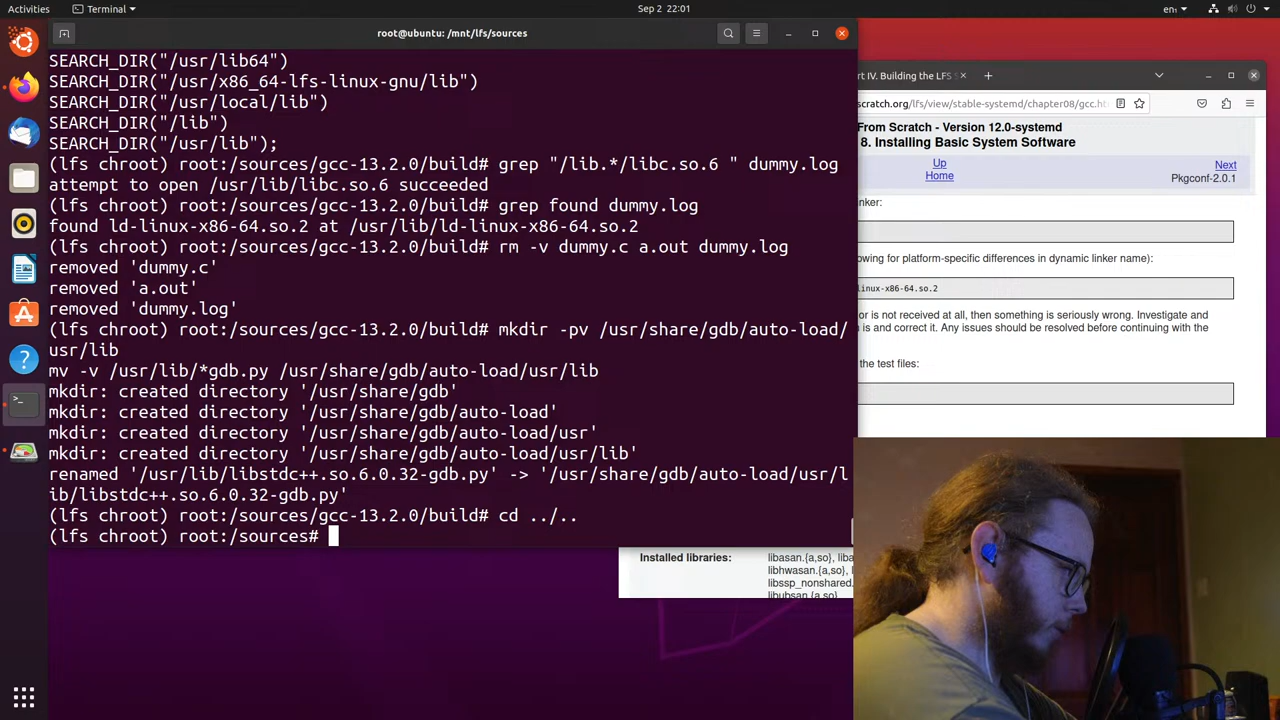 Activities
Terminal
Sep 2 22:01
en
root@ubuntu: /mnt/lfs/sources
SEARCH_DIR("/usr/lib64")
SEARCH_DIR("/usr/x86_64-lfs-linux-gnu/lib")
SEARCH_DIR("/usr/local/lib")
SEARCH_DIR("/lib")
SEARCH_DIR("/usr/lib");
(lfs chroot) root:/sources/gcc-13.2.0/build# grep "/lib.*/libc.so.6 " dummy.log
attempt to open /usr/lib/libc.so.6 succeeded
(lfs chroot) root:/sources/gcc-13.2.0/build# grep found dummy.log
found ld-linux-x86-64.so.2 at /usr/lib/ld-linux-x86-64.so.2
(lfs chroot) root:/sources/gcc-13.2.0/build# rm -v dummy.c a.out dummy.log
removed 'dummy.c'
removed 'a.out'
removed 'dummy.log'
(lfs chroot) root:/sources/gcc-13.2.0/build# mkdir -pv /usr/share/gdb/auto-load/
usr/lib
mv -v /usr/lib/*gdb.py /usr/share/gdb/auto-load/usr/lib
mkdir: created directory '/usr/share/gdb'
mkdir: created directory '/usr/share/gdb/auto-load'
mkdir: created directory '/usr/share/gdb/auto-load/usr'
mkdir: created directory '/usr/share/gdb/auto-load/usr/lib'
renamed '/usr/lib/libstdc++.so.6.0.32-gdb.py' -> '/usr/share/gdb/auto-load/usr/l
ib/libstdc++.so.6.0.32-gdb.py'
(lfs chroot) root:/sources/gcc-13.2.0/build# cd ../..
(lfs chroot) root:/sources#
rt IV. Building the LFS S
scratch.org/lfs/view/stable-systemd/chapter08/gcc.h
From Scratch - Version 12.0-systemd
8. Installing Basic System Software
Up
Next
Home
Pkgconf-2.0.1
nker:
owing for platform-specific differences in dynamic linker name):
linux-x86-64.so.2
or is not received at all, then something is seriously wrong. Investigate and
n is and correct it. Any issues should be resolved before continuing with the
the test files:
Installed libraries:
libasan.{a,so}, liba
libhwasan.{a,so}, l
libssp_nonshared.
libubsan.{a,so}